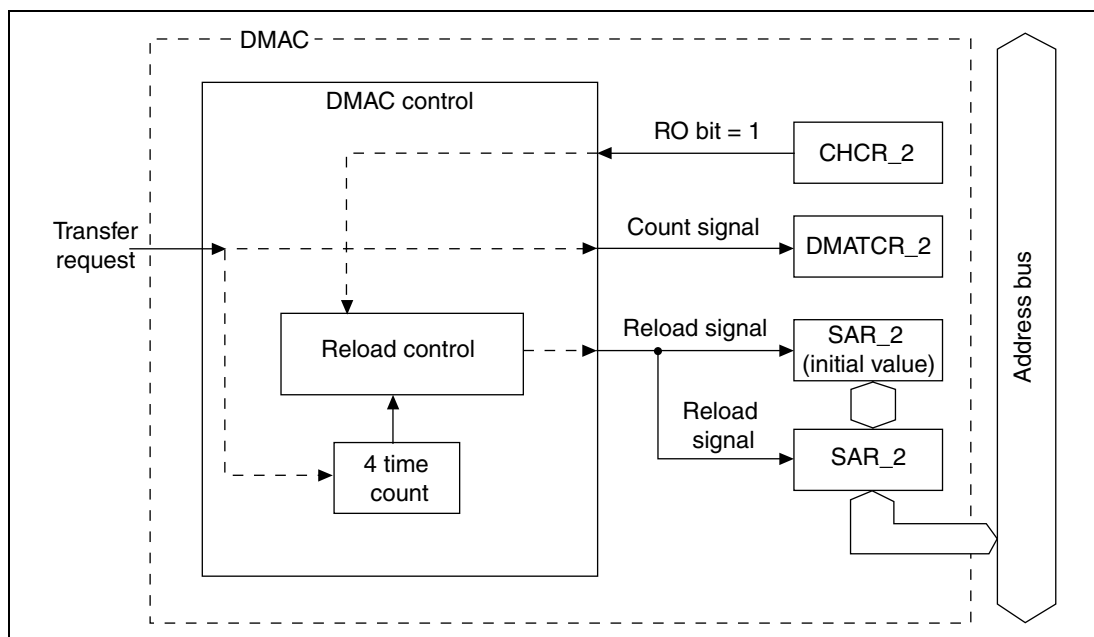 DMAC
DMAC control
RO bit = 1
CHCR_2
Transfer
request
Count signal
DMATCR_2
Reload control
Reload signal
SAR_2
(initial value)
Reload
signal
SAR_2
4 time
count
Address bus